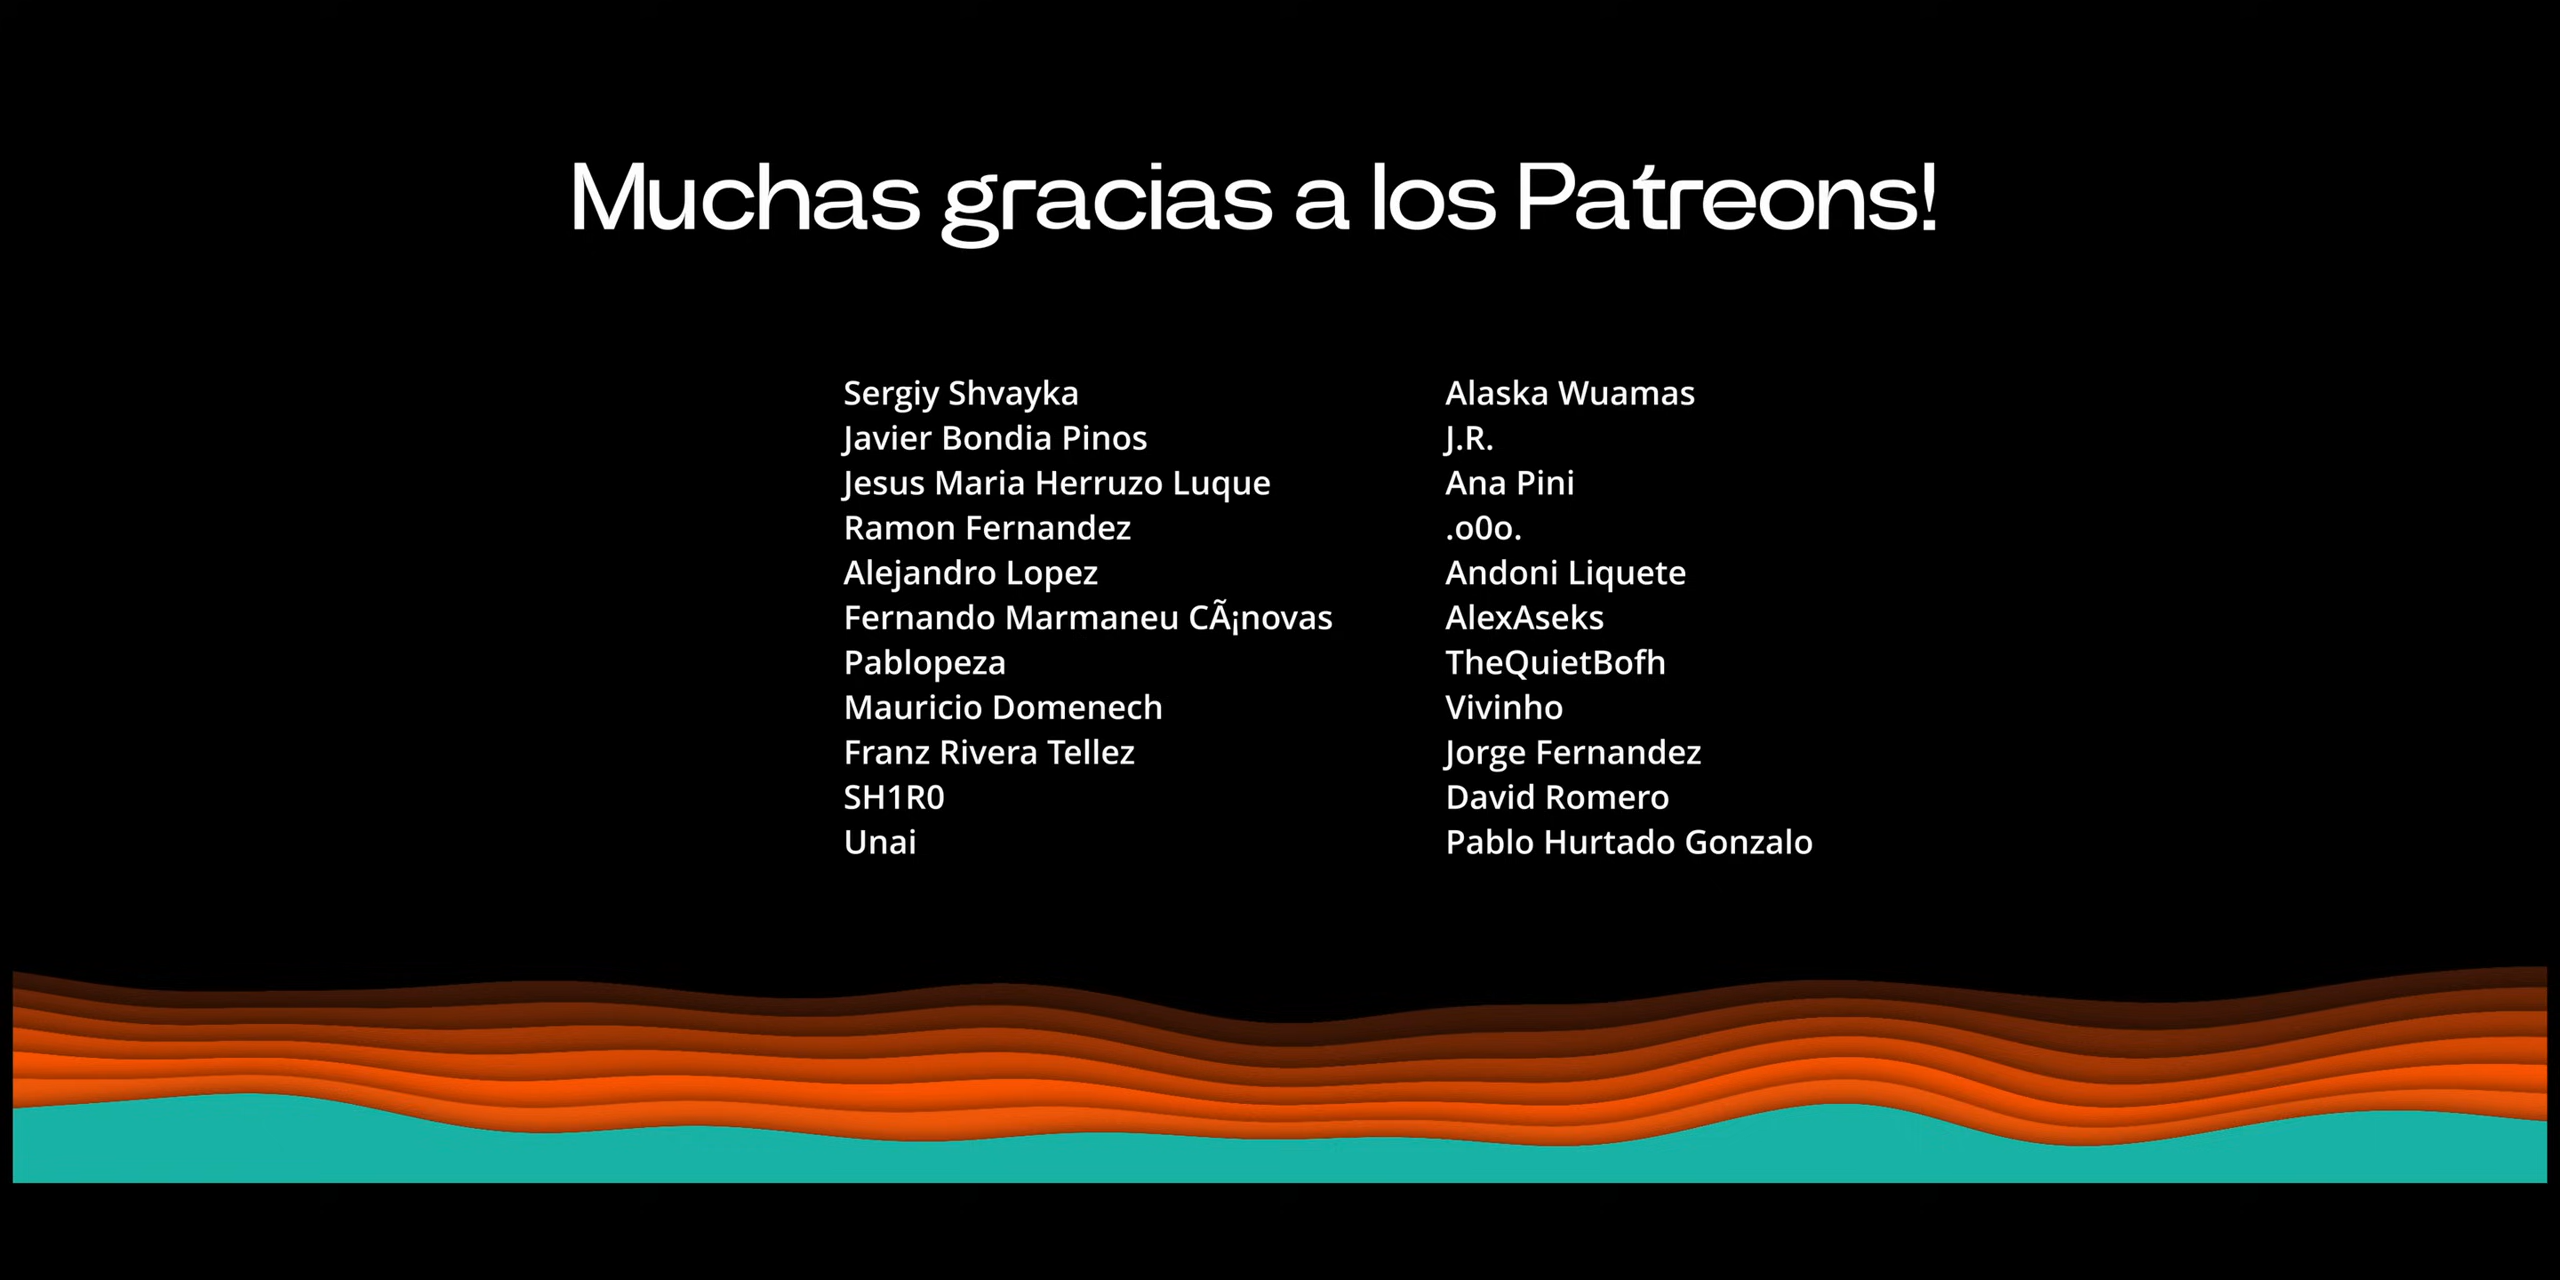 Muchas gracias a los Patreons!
Sergiy Shvayka
Javier Bondia Pinos
Jesus Maria Herruzo Luque
Ramon Fernandez
Alejandro Lopez
Fernando Marmaneu CÃ¡novas
Pablopeza
Mauricio Domenech
Franz Rivera Tellez
SH1R0
Unai
Alaska Wuamas
J.R.
Ana Pini
.o0o.
Andoni Liquete
AlexAseks
TheQuietBofh
Vivinho
Jorge Fernandez
David Romero
Pablo Hurtado Gonzalo